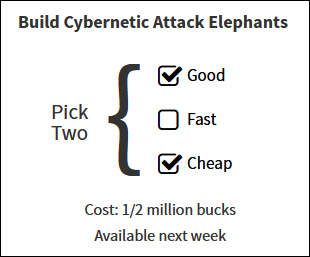 Build Cybernetic Attack Elephants
Pick
Two
Good
Fast
Cheap
Cost: 1/2 million bucks
Available next week